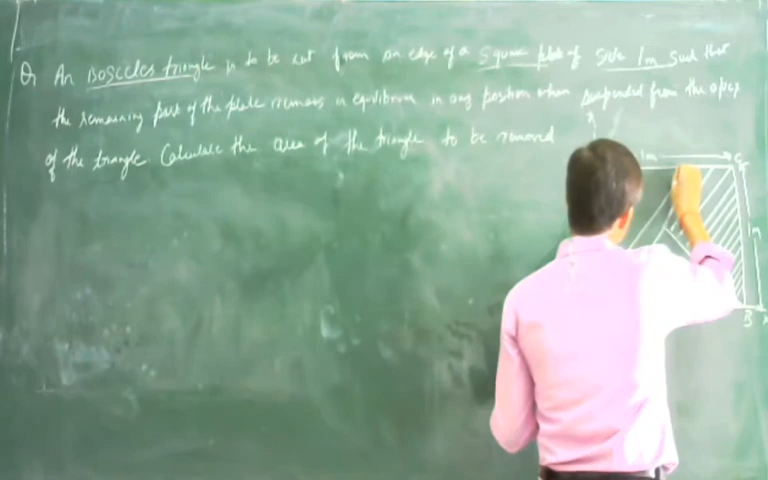 Q, An Isosceles triangle is to be cut from an edge of a square plate of side 1m such that
the remaining part of the plate remains in equilibrium in any position when suspended from the apex
of the triangle. Calculate the area of the triangle to be removed
1m C
B x